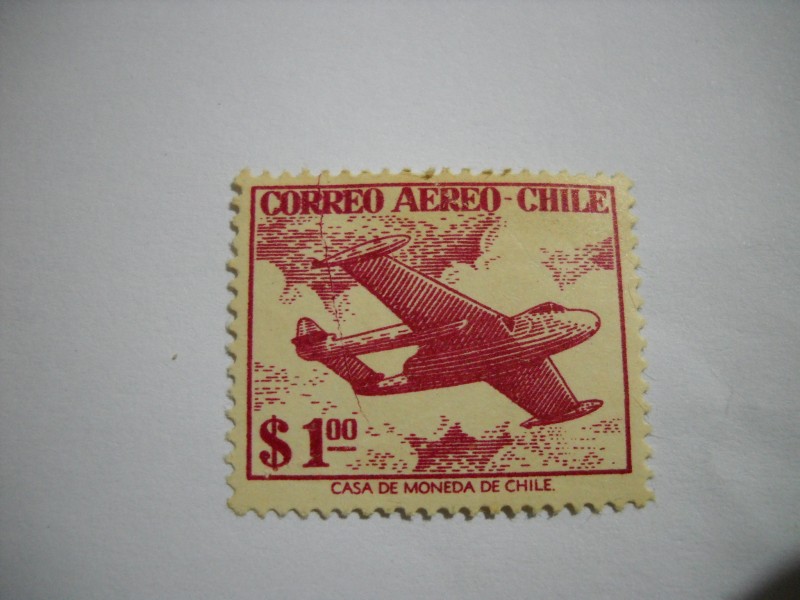 CORREO AEREO-CHILE
$ 1.00
CASA DE MONEDA DE CHILE.